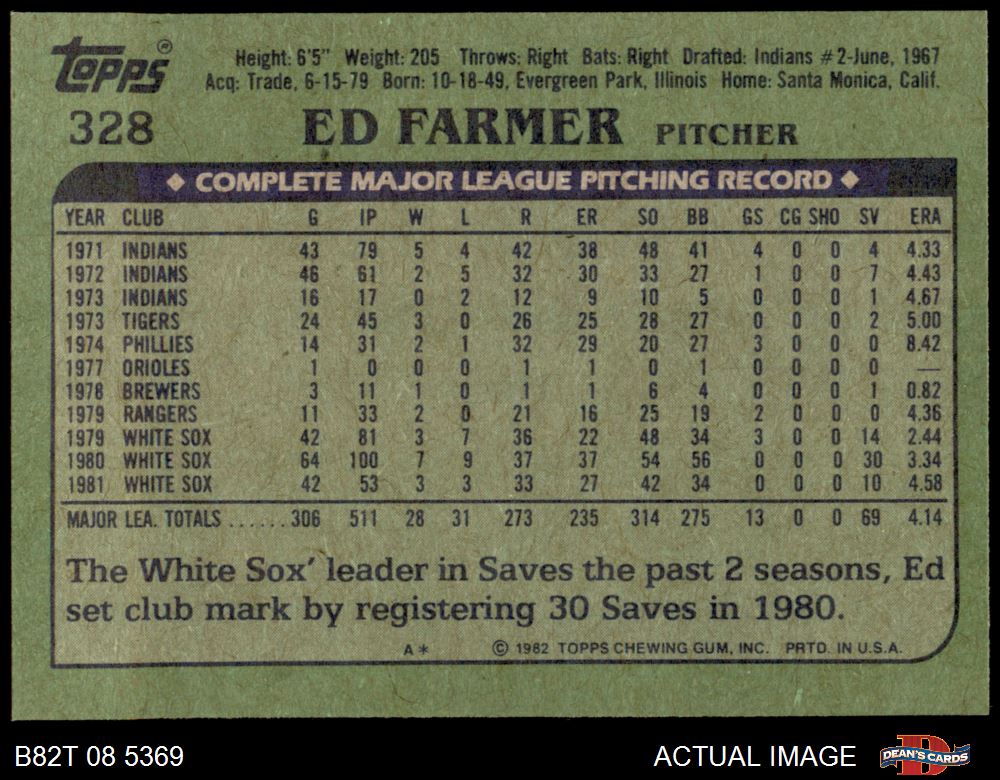 topps®
Height: 6'5" Weight: 205 Throws: Right Bats: Right Drafted: Indians #2-June, 1967
Acq: Trade, 6-15-79 Born: 10-18-49, Evergreen Park, Illinois Home: Santa Monica, Calif.
328 ED FARMER PITCHER
◆ COMPLETE MAJOR LEAGUE PITCHING RECORD ◆
YEAR CLUB G IP W L R ER SO BB GS CG SHO SV ERA
1971 INDIANS 43 79 5 4 42 38 48 41 4 0 0 4 4.33
1972 INDIANS 46 61 2 5 32 30 33 27 1 0 0 7 4.43
1973 INDIANS 16 17 0 2 12 9 10 5 0 0 0 1 4.67
1973 TIGERS 24 45 3 0 26 25 28 27 0 0 0 2 5.00
1974 PHILLIES 14 31 2 1 32 29 20 27 3 0 0 0 8.42
1977 ORIOLES 1 0 0 0 1 1 0 1 0 0 0 0 —
1978 BREWERS 3 11 1 0 1 1 6 4 0 0 0 1 0.82
1979 RANGERS 11 33 2 0 21 16 25 19 2 0 0 0 4.36
1979 WHITE SOX 42 81 3 7 36 22 48 34 3 0 0 14 2.44
1980 WHITE SOX 64 100 7 9 37 37 54 56 0 0 0 30 3.34
1981 WHITE SOX 42 53 3 3 33 27 42 34 0 0 0 10 4.58
MAJOR LEA. TOTALS ......306 511 28 31 273 235 314 275 13 0 0 69 4.14
The White Sox' leader in Saves the past 2 seasons, Ed
set club mark by registering 30 Saves in 1980.
A* © 1982 TOPPS CHEWING GUM, INC. PRTD. IN U.S.A.
B82T 08 5369 ACTUAL IMAGE DEAN'S CARDS